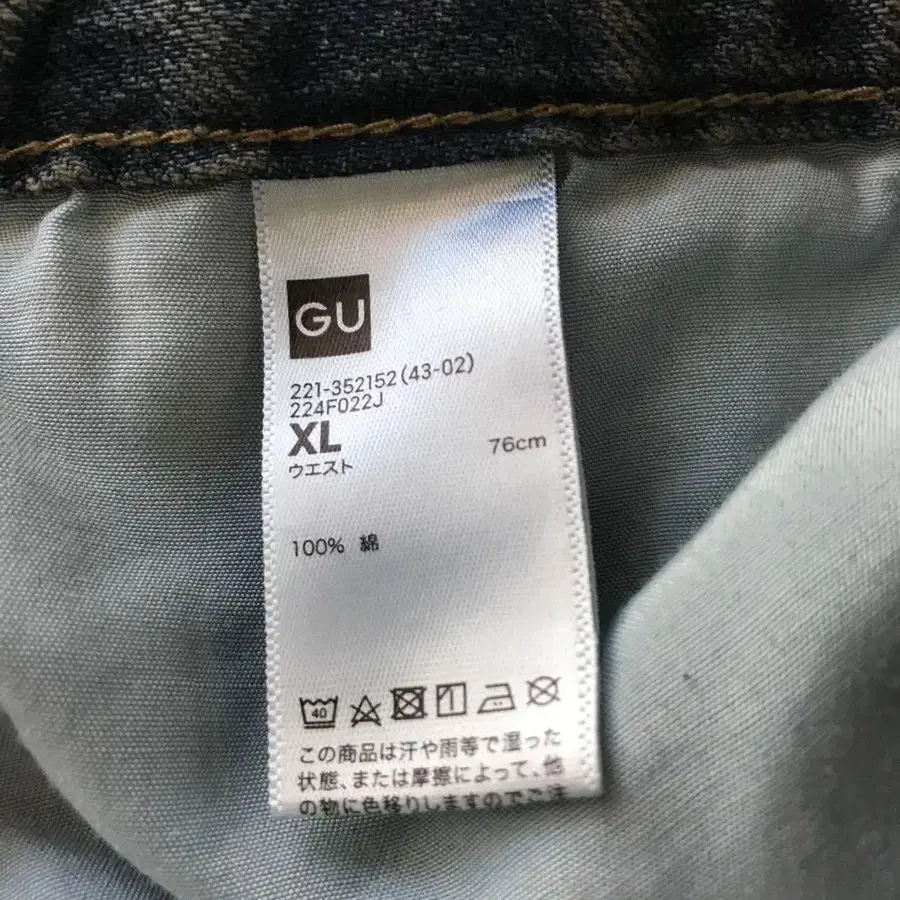 GU
221-352152(43-02)
224F022J
XL
ウエスト 76cm
100% 綿
40
この商品は汗や雨等で湿った
状態、または摩擦によって、他
の物に色移りしますのでご注